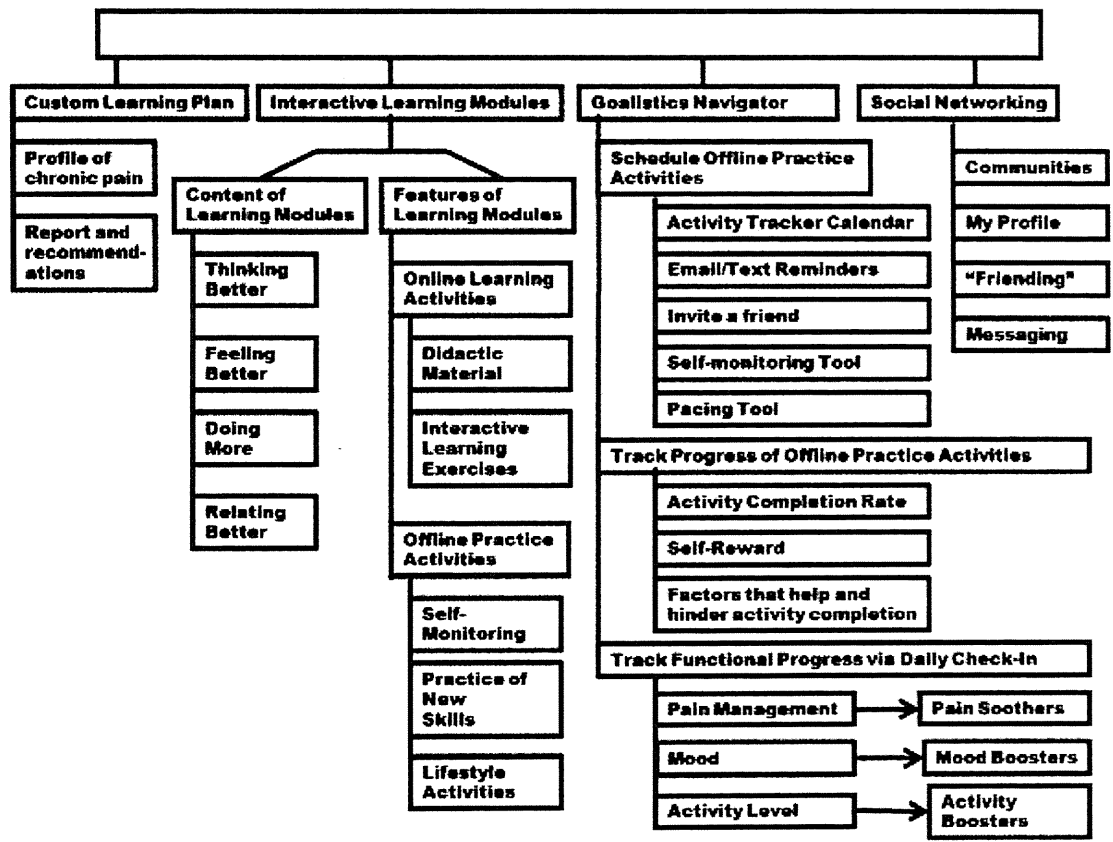 Custom Learning Plan
Profile of
chronic pain
Report and
recommend-
ations
Interactive Learning Modules
Content of
Learning Modules
Thinking
Better
Feeling
Better
Doing
More
Relating
Better
Features of
Learning Modules
Online Learning
Activities
Didactic
Material
Interactive
Learning
Exercises
Offline Practice
Activities
Self-
Monitoring
Practice of
New
Skills
Lifestyle
Activities
Goalistics Navigator
Schedule Offline Practice
Activities
Activity Tracker Calendar
Email/Text Reminders
Invite a friend
Self-monitoring Tool
Pacing Tool
Track Progress of Offline Practice Activities
Activity Completion Rate
Self-Reward
Factors that help and
hinder activity completion
Track Functional Progress via Daily Check-In
Pain Management
Pain Soothers
Mood
Mood Boosters
Activity Level
Activity
Boosters
Social Networking
Communities
My Profile
“Friending”
Messaging